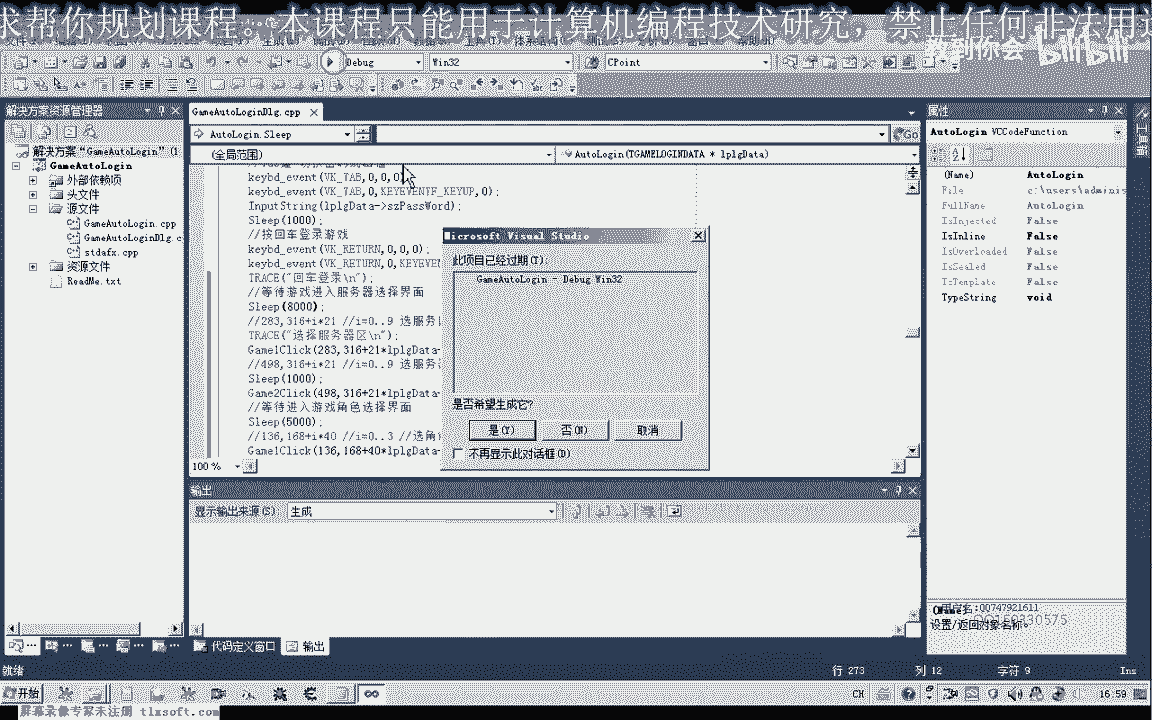 求帮你规划课程。本课程只能用于计算机编程技术研究，禁止任何非法用途
教到你会 bilibili
Debug
Win32
CPoint
解决方案资源管理器
解决方案“GameAutoLogin”(1
GameAutoLogin
外部依赖项
头文件
源文件
GameAutoLogin.cpp
GameAutoLoginDlg.c
stdafx.cpp
资源文件
ReadMe.txt
GameAutoLoginDlg.cpp
AutoLogin.Sleep
Go
(全局范围)
AutoLogin(TGAMELOGINDATA * lplgData)
keybd_event(VK_TAB,0,0,0)
keybd_event(VK_TAB,0,KEYEVENTF_KEYUP,0);
InputString(lplgData->szPassWord);
Sleep(1000);
//按回车登录游戏
keybd_event(VK_RETURN,0,0,0);
keybd_event(VK_RETURN,0,KEYEVEN
TRACE("回车登录\n");
//等待游戏进入服务器选择界面
Sleep(8000);
//283,316+i*21 //i=0..9 选服务
TRACE("选择服务器区\n");
Game1Click(283,316+21*lplgData-
//498,316+i*21 //i=0..9 选服务
Sleep(1000);
Game2Click(498,316+21*lplgData-
//等待进入游戏角色选择界面
Sleep(5000);
//136,168+i*40 //i=0..3 //选角
Game1Click(136,168+40*lplgData-
100 %
Microsoft Visual Studio
此项目已经过期(T):
GameAutoLogin - Debug Win32
是否希望生成它?
是(Y)
否(N)
取消
不再显示此对话框(D)
输出
显示输出来源(S):
生成
代码定义窗口
输出
属性
AutoLogin VCCodeFunction
(Name) AutoLogin
File c:\users\adminis
FullName AutoLogin
IsInjected False
IsInline False
IsOverloaded False
IsSealed False
IsTemplate False
TypeString void
(Name)
用户名:00747921611
设置/返回对象名称。
工具箱
就绪
行 273
列 12
字符 9
Ins
开始
CH
16:59
屏幕录像专家未注册 tlxsoft.com